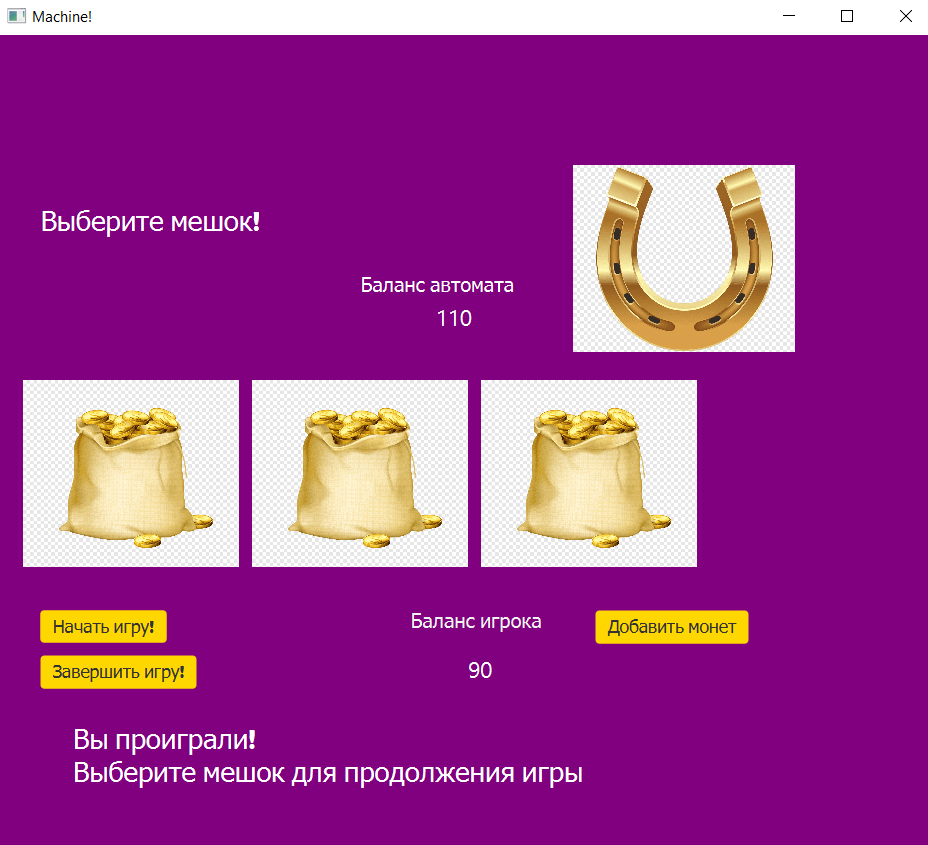 Machine!
Выберите мешок!
Баланс автомата
110
Начать игру!
Баланс игрока
Добавить монет
Завершить игру!
90
Вы проиграли!
Выберите мешок для продолжения игры